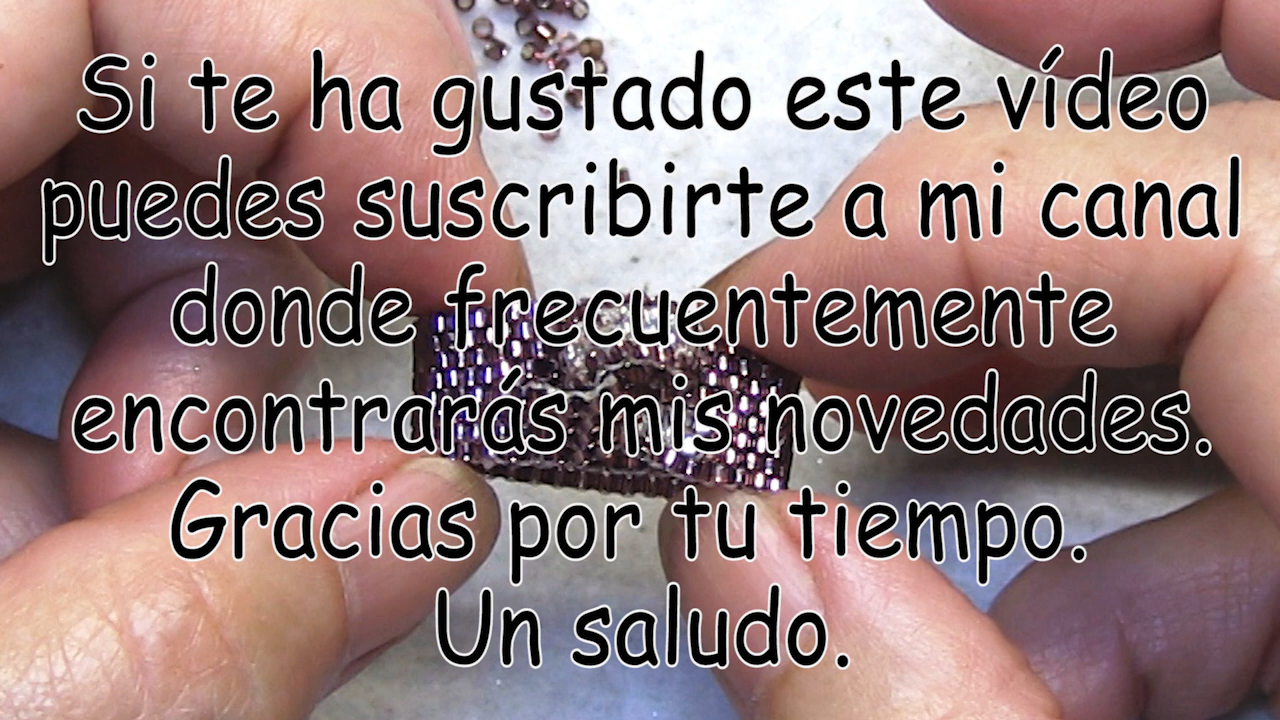 Si te ha gustado este vídeo
puedes suscribirte a mi canal
donde frecuentemente
encontrarás mis novedades.
Gracias por tu tiempo.
Un saludo.